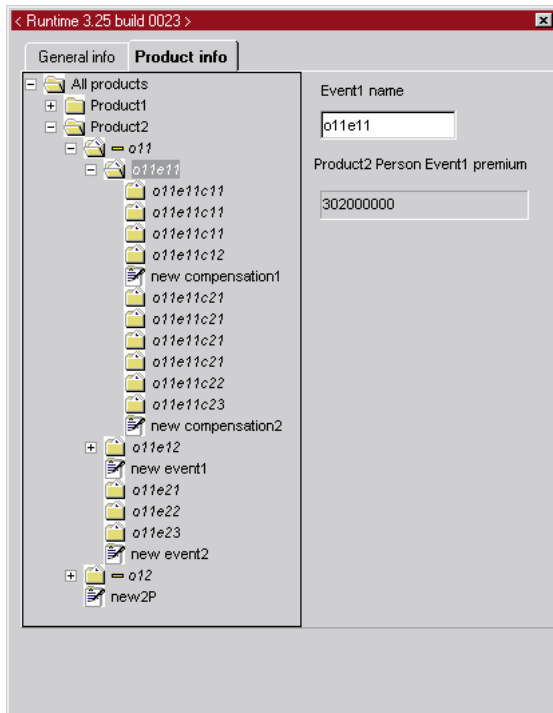 < Runtime 3.25 build 0023 >
General info
Product info
All products
Product1
Product2
o11
o11e11
o11e11c11
o11e11c11
o11e11c11
o11e11c12
new compensation1
o11e11c21
o11e11c21
o11e11c21
o11e11c21
o11e11c22
o11e11c23
new compensation2
o11e12
new event1
o11e21
o11e22
o11e23
new event2
o12
new2P
Event1 name
o11e11
Product2 Person Event1 premium
302000000